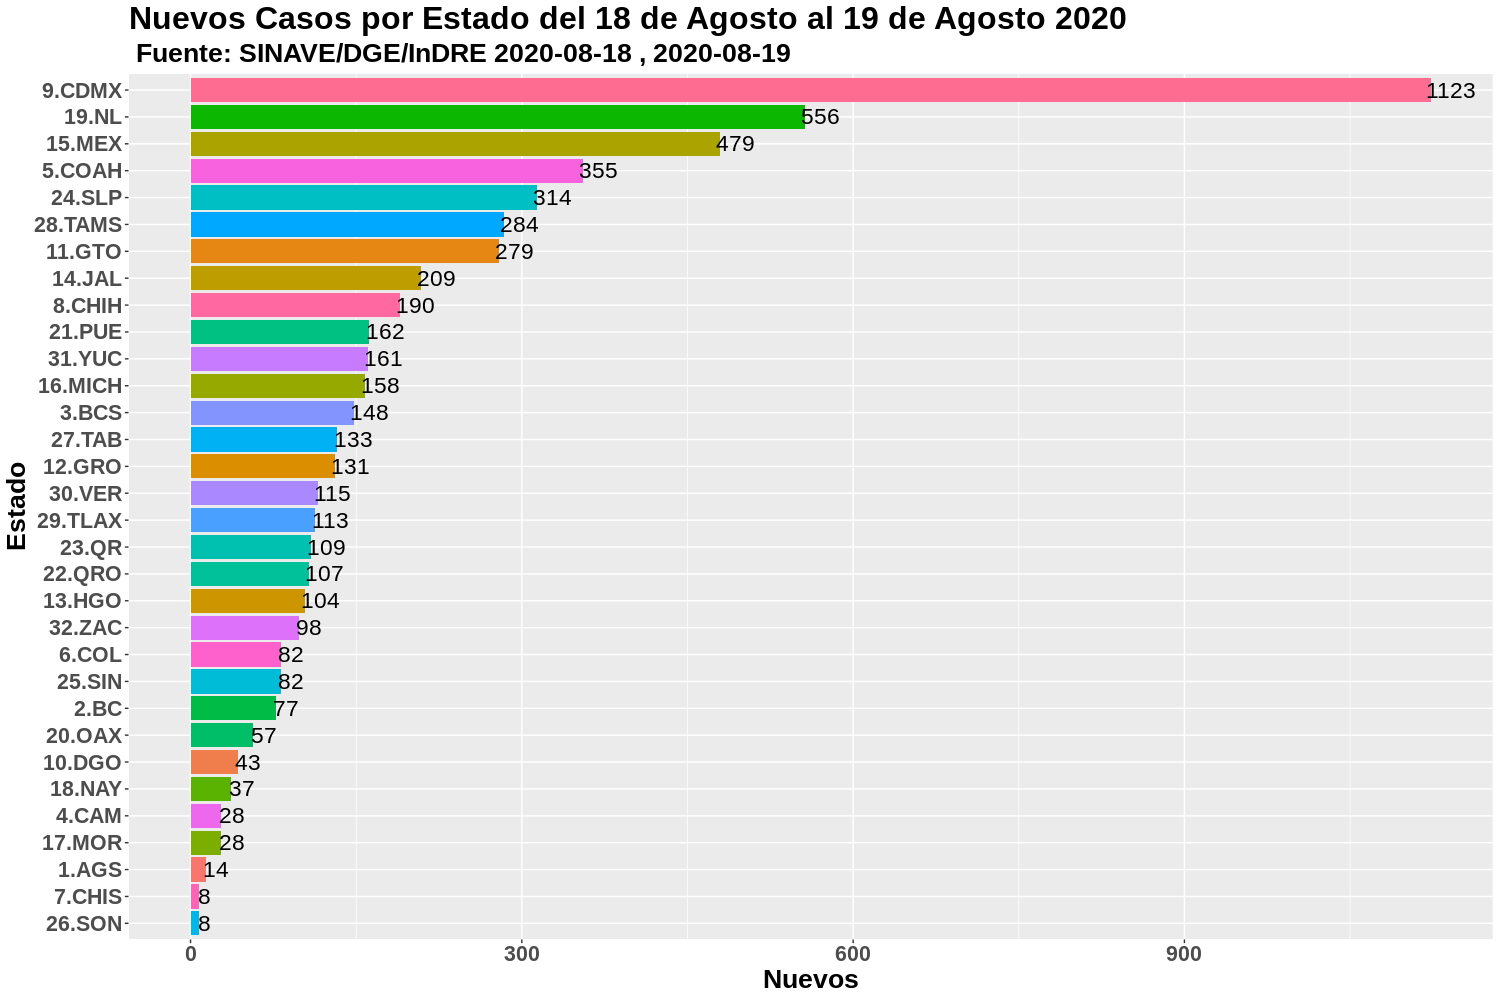 Nuevos Casos por Estado del 18 de Agosto al 19 de Agosto 2020
Fuente: SINAVE/DGE/InDRE 2020-08-18 , 2020-08-19
Estado
9.CDMX 1123
19.NL 556
15.MEX 479
5.COAH 355
24.SLP 314
28.TAMS 284
11.GTO 279
14.JAL 209
8.CHIH 190
21.PUE 162
31.YUC 161
16.MICH 158
3.BCS 148
27.TAB 133
12.GRO 131
30.VER 115
29.TLAX 113
23.QR 109
22.QRO 107
13.HGO 104
32.ZAC 98
6.COL 82
25.SIN 82
2.BC 77
20.OAX 57
10.DGO 43
18.NAY 37
4.CAM 28
17.MOR 28
1.AGS 14
7.CHIS 8
26.SON 8
0 300 600 900
Nuevos